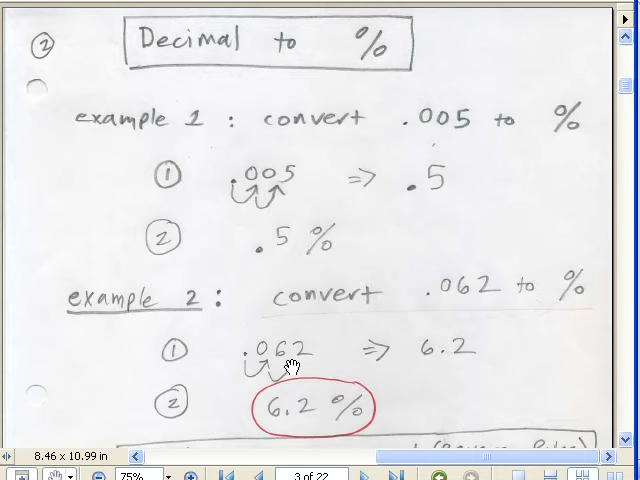 ② Decimal to %
example 1 : convert .005 to %
① .005 => .5
② .5 %
example 2 : convert .062 to %
① .062 => 6.2
② 6.2 %
8.46 x 10.99 in
75%
3 of 22